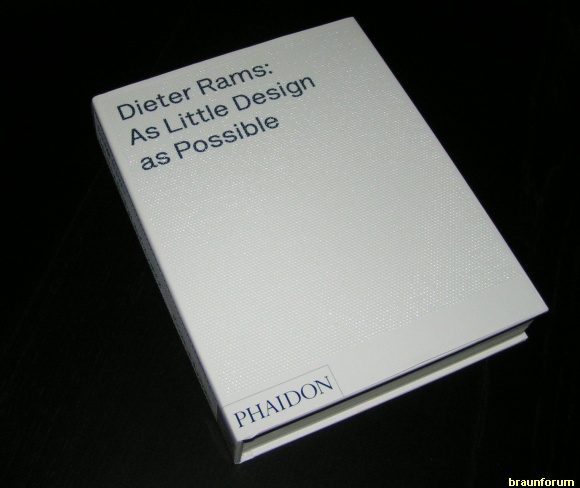 Dieter Rams:
As Little Design
as Possible
PHAIDON
braunforum